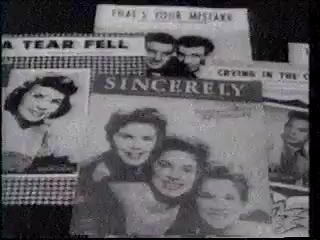 THAT'S YOUR MISTAKE
A TEAR FELL
CRYING IN THE C
SINCERELY